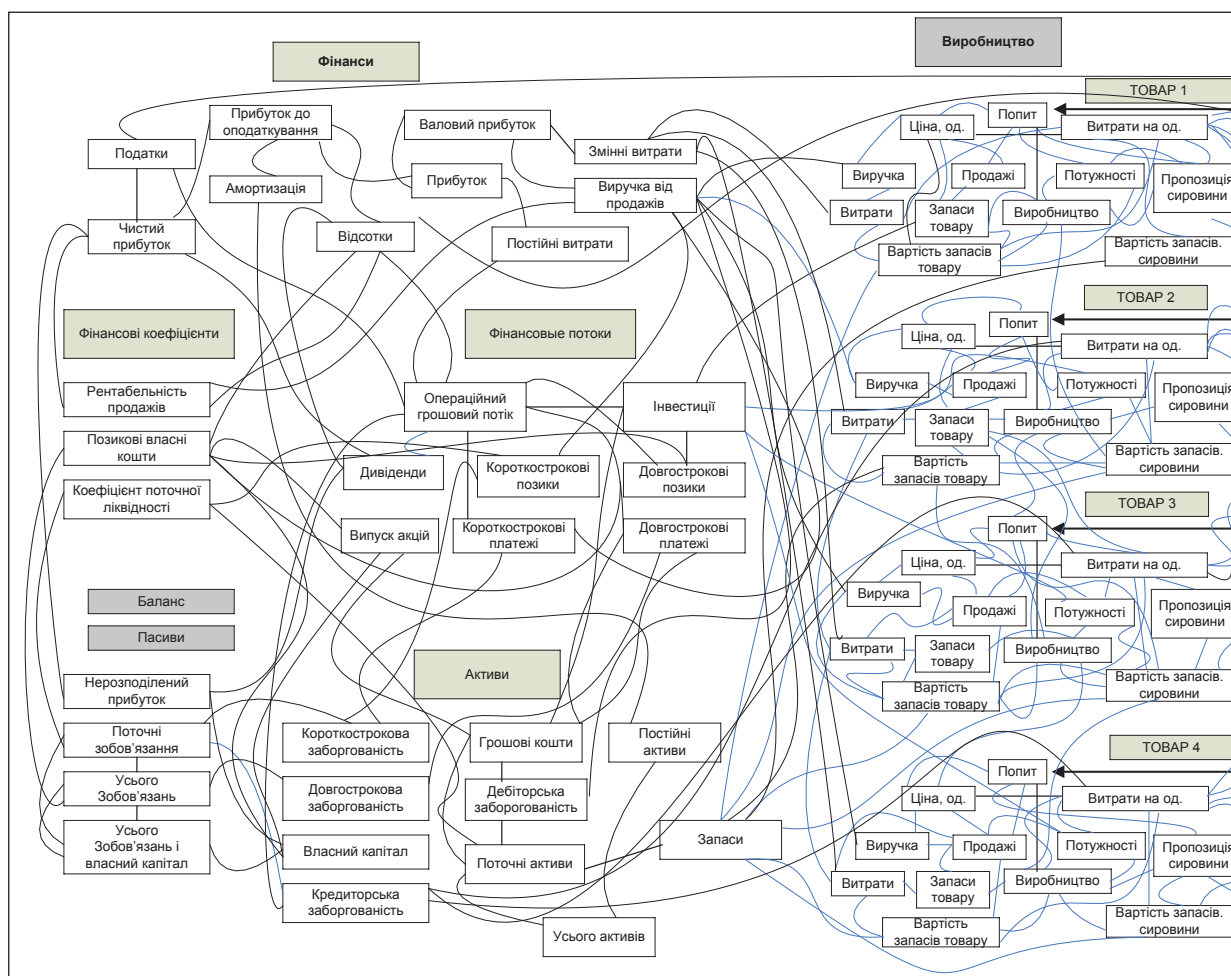 Фінанси
Виробництво
Прибуток до
оподаткування
Валовий прибуток
Змінні витрати
Податки
Амортизація
Прибуток
Виручка від
продажів
Чистий
прибуток
Відсотки
Постійні витрати
Фінансові коефіцієнти
Фінансовые потоки
Рентабельність
продажів
Операційний
грошовий потік
Інвестиції
Позикові власні
кошти
Дивіденди
Короткострокові
позики
Довгострокові
позики
Коефіцієнт поточної
ліквідності
Випуск акцій
Короткострокові
платежі
Довгострокові
платежі
Баланс
Пасиви
Активи
Нерозподілений
прибуток
Поточні
зобов’язання
Короткострокова
заборгованість
Грошові кошти
Постійні
активи
Усього
Зобов’язань
Довгострокова
заборгованість
Дебіторська
заборогованість
Усього
Зобов’язань і
власний капітал
Власний капітал
Поточні активи
Запаси
Кредиторська
заборгованість
Усього активів
ТОВАР 1
Попит
Ціна, од.
Витрати на од.
Виручка
Продажі
Потужності
Пропозиція
сировини
Витрати
Запаси
товару
Виробництво
Вартість запасів
товару
Вартість запасів.
сировини
ТОВАР 2
Попит
Ціна, од.
Витрати на од.
Виручка
Продажі
Потужності
Пропозиція
сировини
Витрати
Запаси
товару
Виробництво
Вартість запасів.
сировини
Вартість
запасів товару
ТОВАР 3
Попит
Ціна, од.
Витрати на од.
Виручка
Продажі
Потужності
Пропозиція
сировини
Витрати
Запаси
товару
Виробництво
Вартість запасів.
сировини
Вартість
запасів товару
ТОВАР 4
Попит
Ціна, од.
Витрати на од.
Виручка
Продажі
Потужності
Пропозиція
сировини
Витрати
Запаси
товару
Виробництво
Вартість запасів.
сировини
Вартість
запасів товару